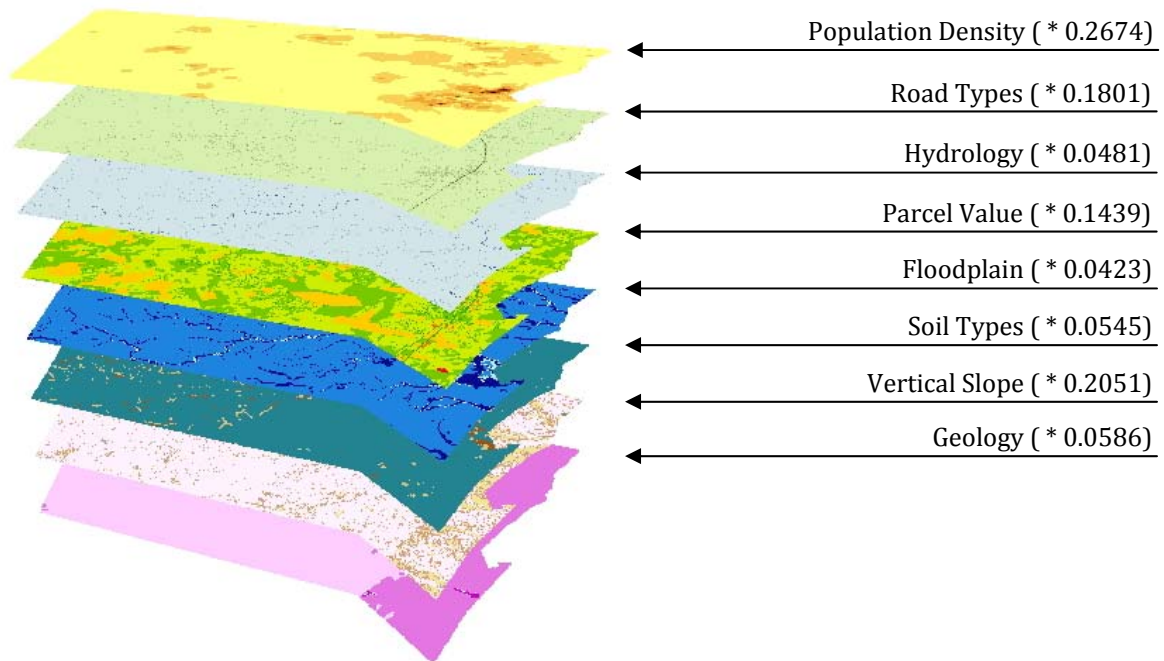 Population Density ( * 0.2674)
Road Types ( * 0.1801)
Hydrology ( * 0.0481)
Parcel Value ( * 0.1439)
Floodplain ( * 0.0423)
Soil Types ( * 0.0545)
Vertical Slope ( * 0.2051)
Geology ( * 0.0586)